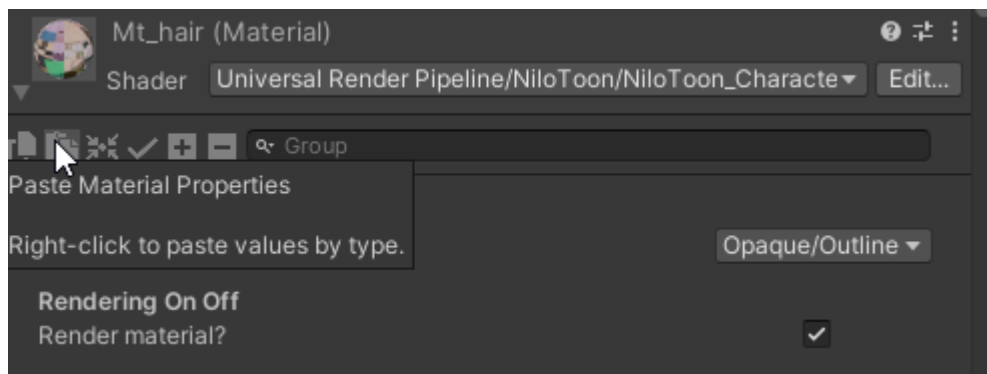 Mt_hair (Material)
Shader Universal Render Pipeline/NiloToon/NiloToon_Characte Edit...
Group
Paste Material Properties
Right-click to paste values by type.
Opaque/Outline
Rendering On Off
Render material?